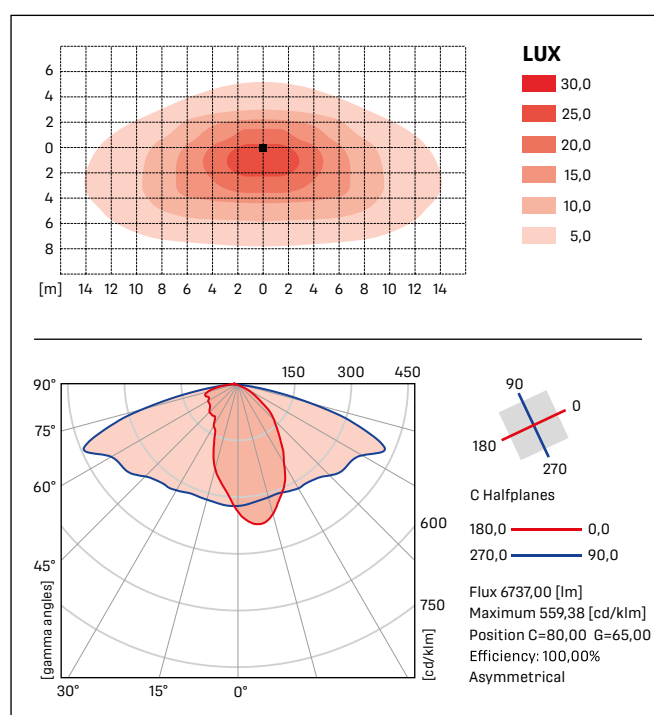 LUX
30,0
25,0
20,0
15,0
10,0
5,0
6
4
2
0
2
4
6
8
[m] 14 12 10 8 6 4 2 0 2 4 6 8 10 12 14
150 300 450
90°
75°
60°
45°
30° 15° 0°
600
750
[gamma angles]
[cd/klm]
90
0
180
270
C Halfplanes
180,0 0,0
270,0 90,0
Flux 6737,00 [lm]
Maximum 559,38 [cd/klm]
Position C=80,00 G=65,00
Efficiency: 100,00%
Asymmetrical